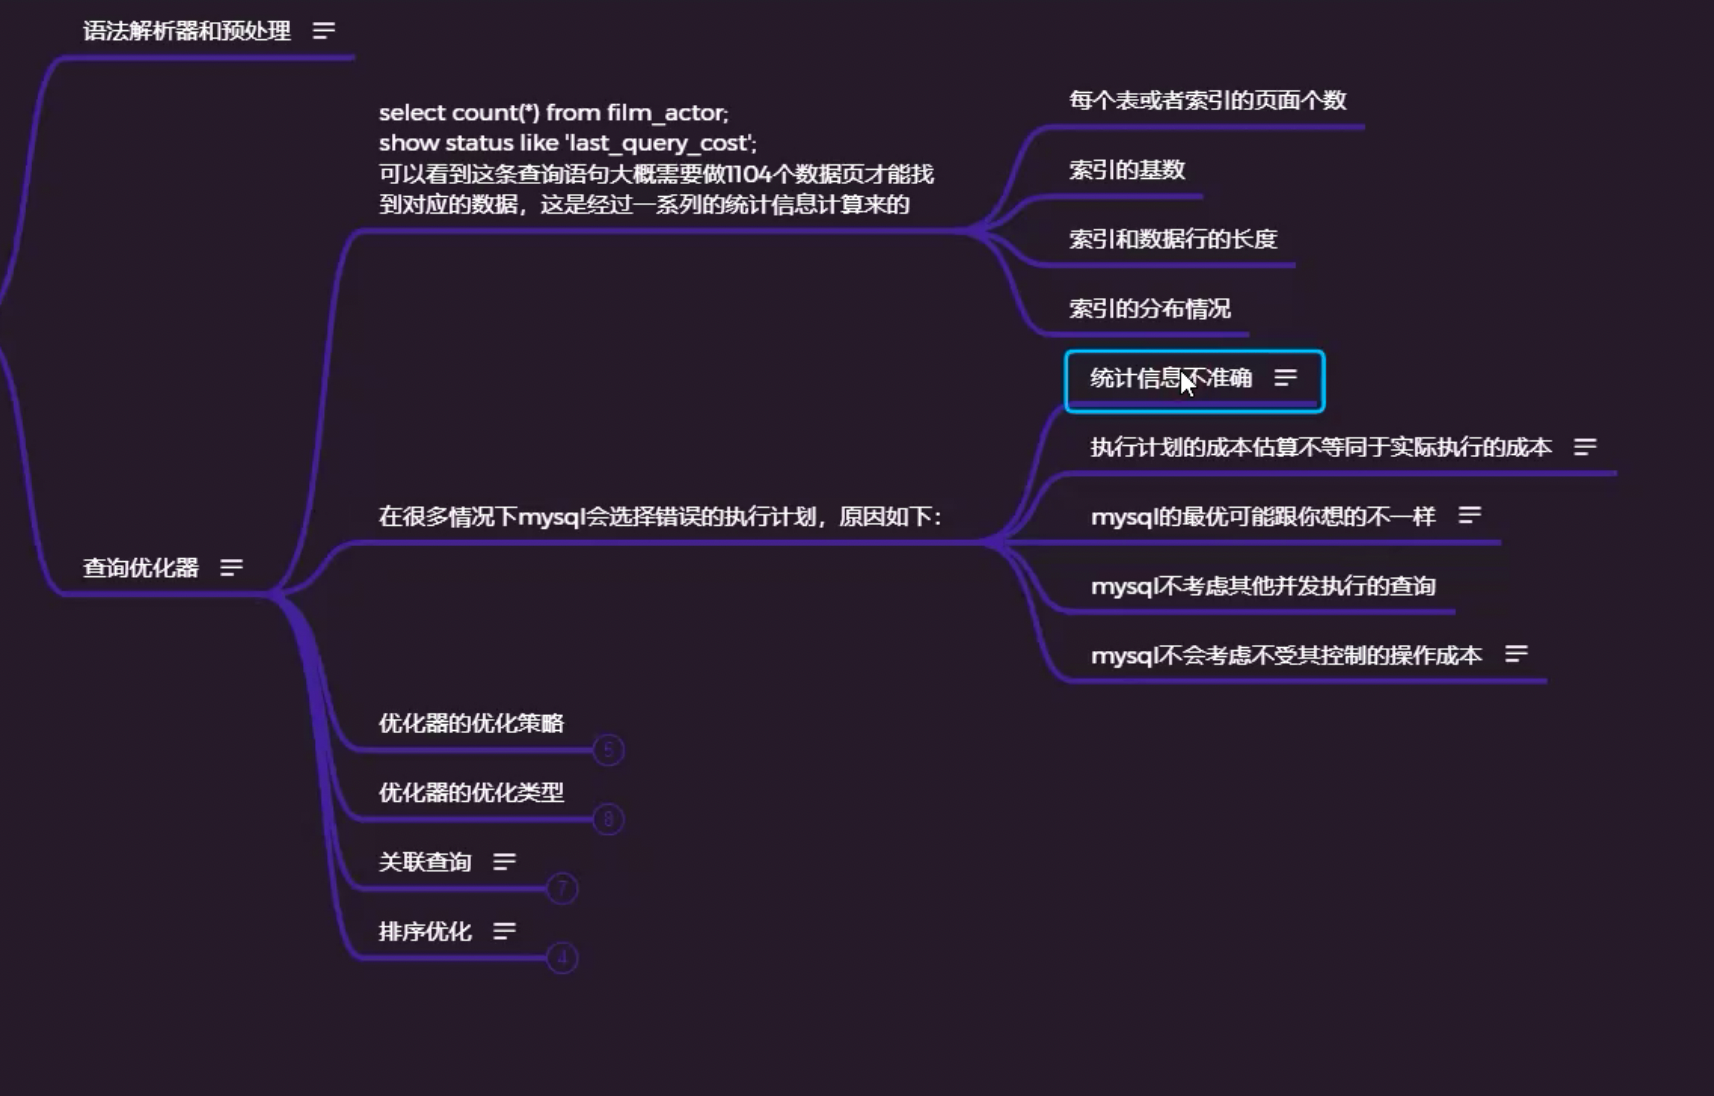 语法解析器和预处理
select count(*) from film_actor;
show status like 'last_query_cost';
可以看到这条查询语句大概需要做1104个数据页才能找
到对应的数据，这是经过一系列的统计信息计算来的
每个表或者索引的页面个数
索引的基数
索引和数据行的长度
索引的分布情况
统计信息不准确
执行计划的成本估算不等同于实际执行的成本
在很多情况下mysql会选择错误的执行计划，原因如下：
mysql的最优可能跟你想的不一样
查询优化器
mysql不考虑其他并发执行的查询
mysql不会考虑不受其控制的操作成本
优化器的优化策略
5
优化器的优化类型
8
关联查询
7
排序优化
4